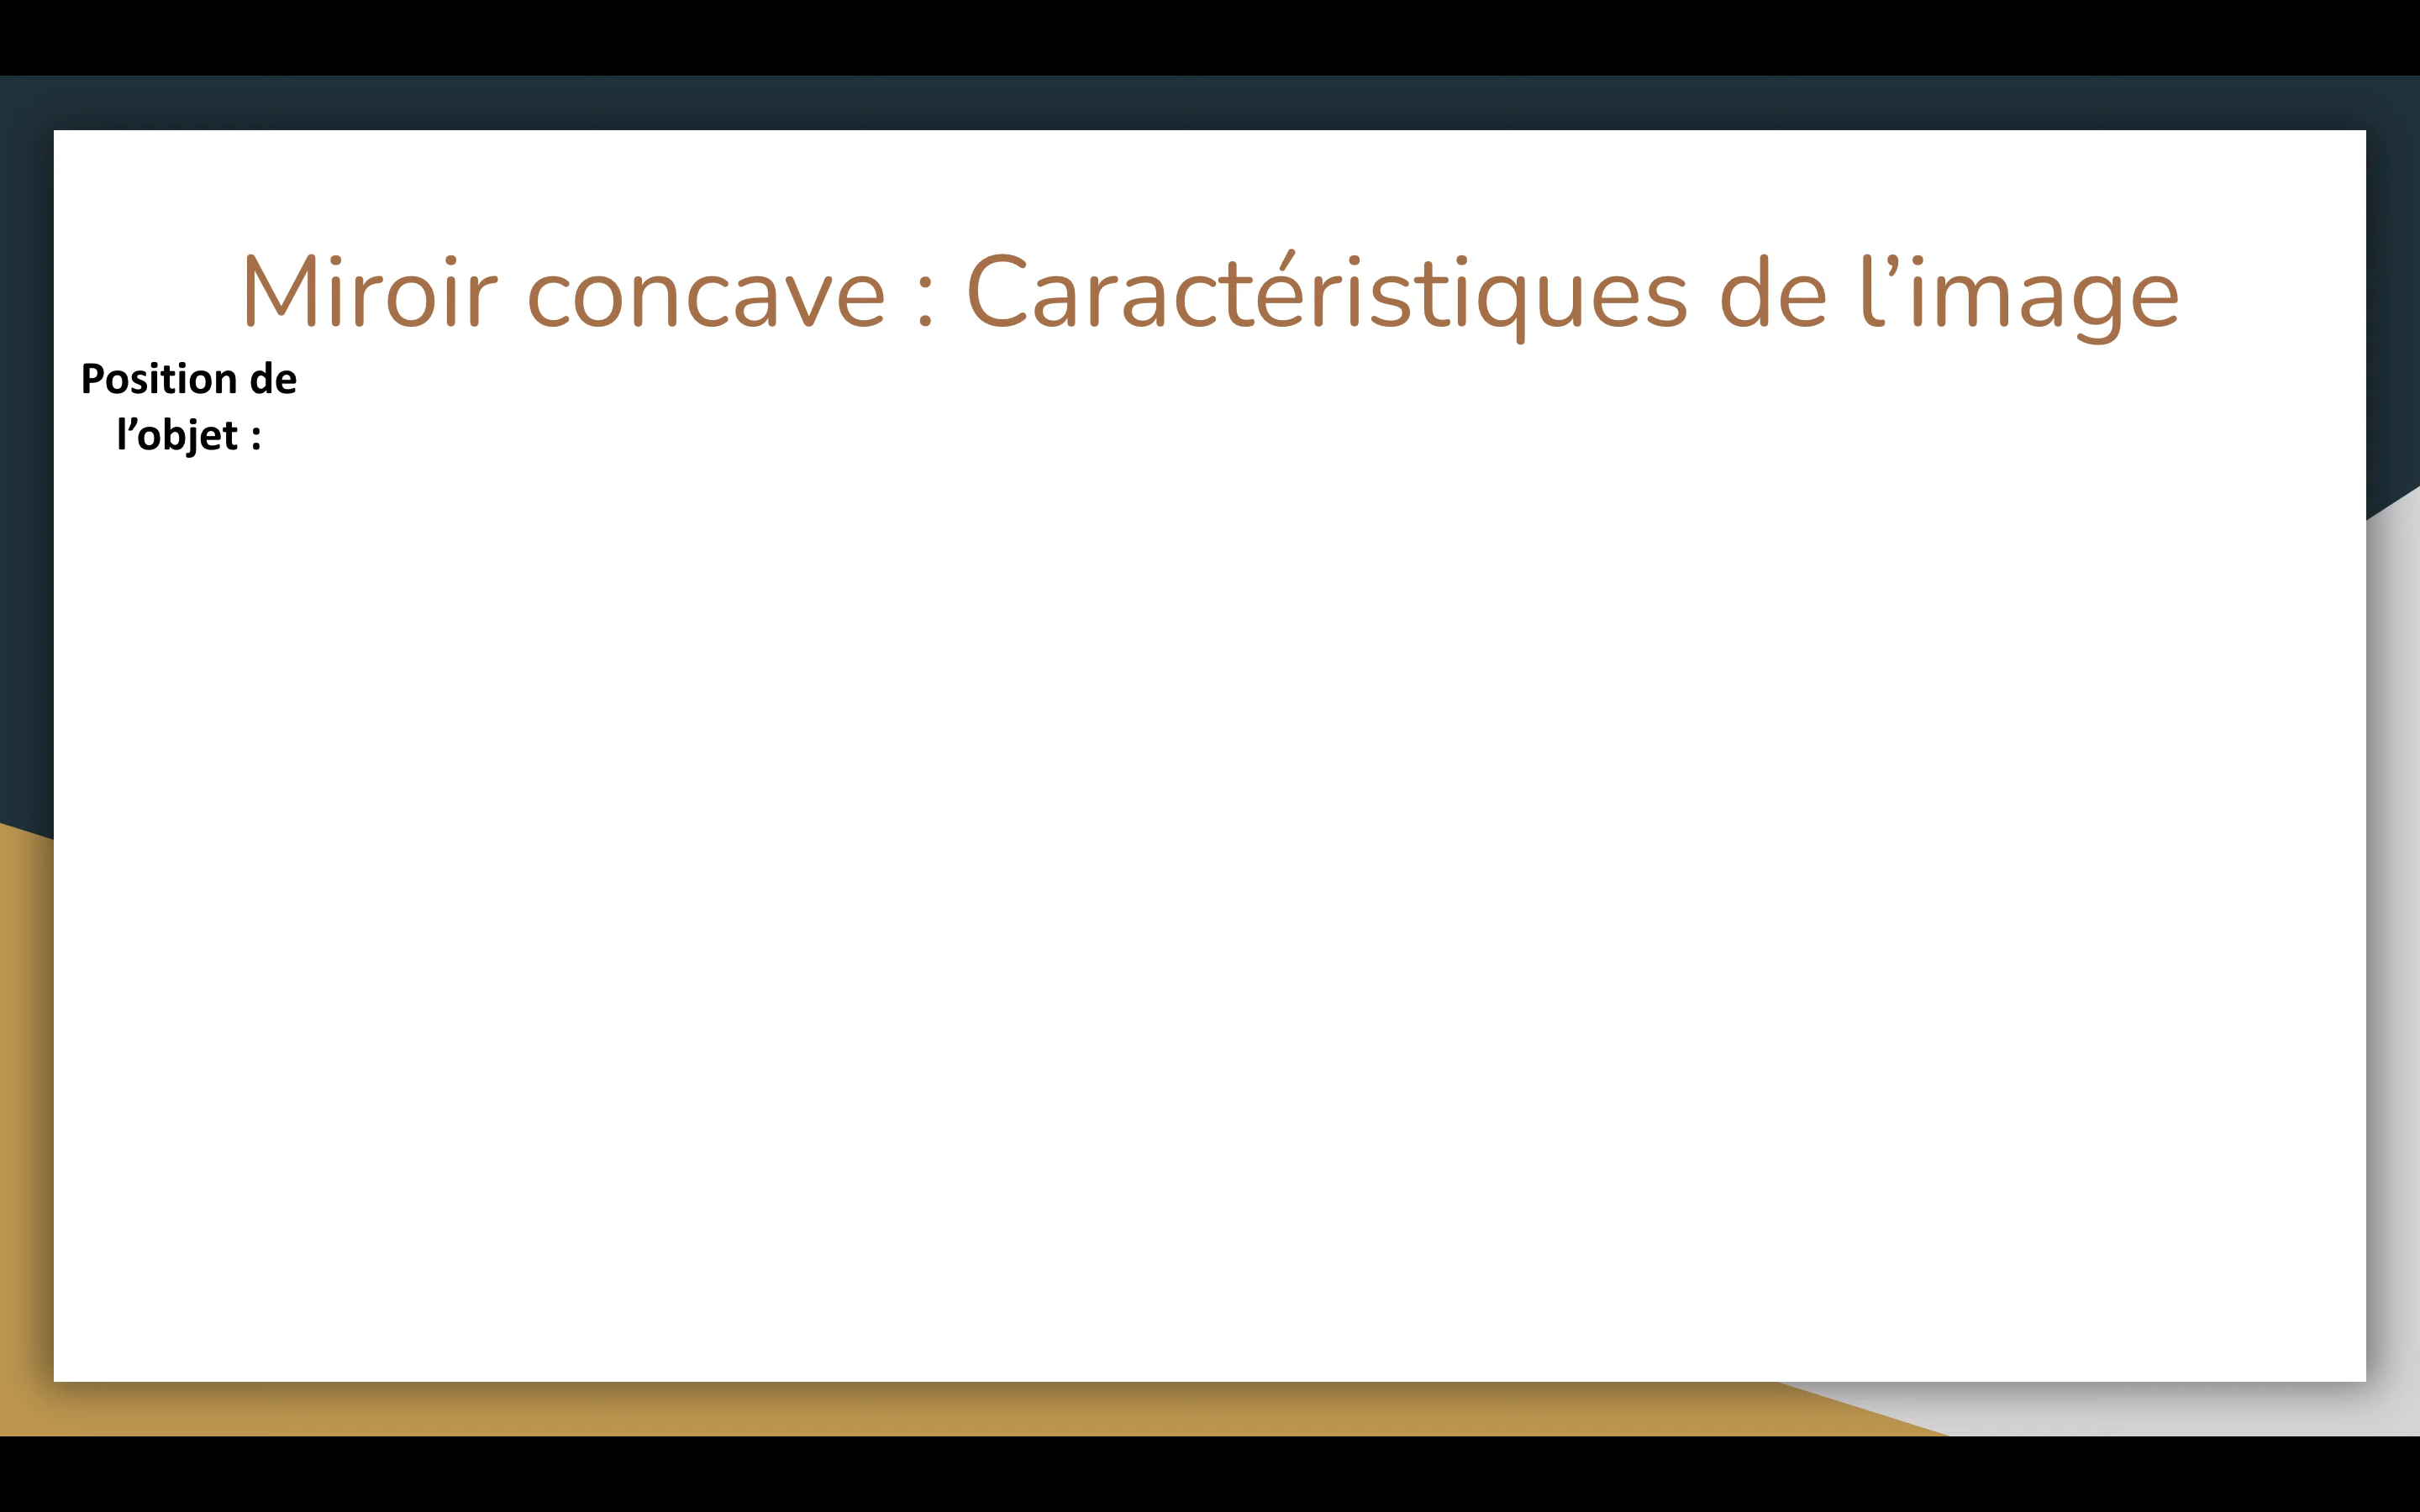 Miroir concave : Caractéristiques de l’image
Position de
l’objet :